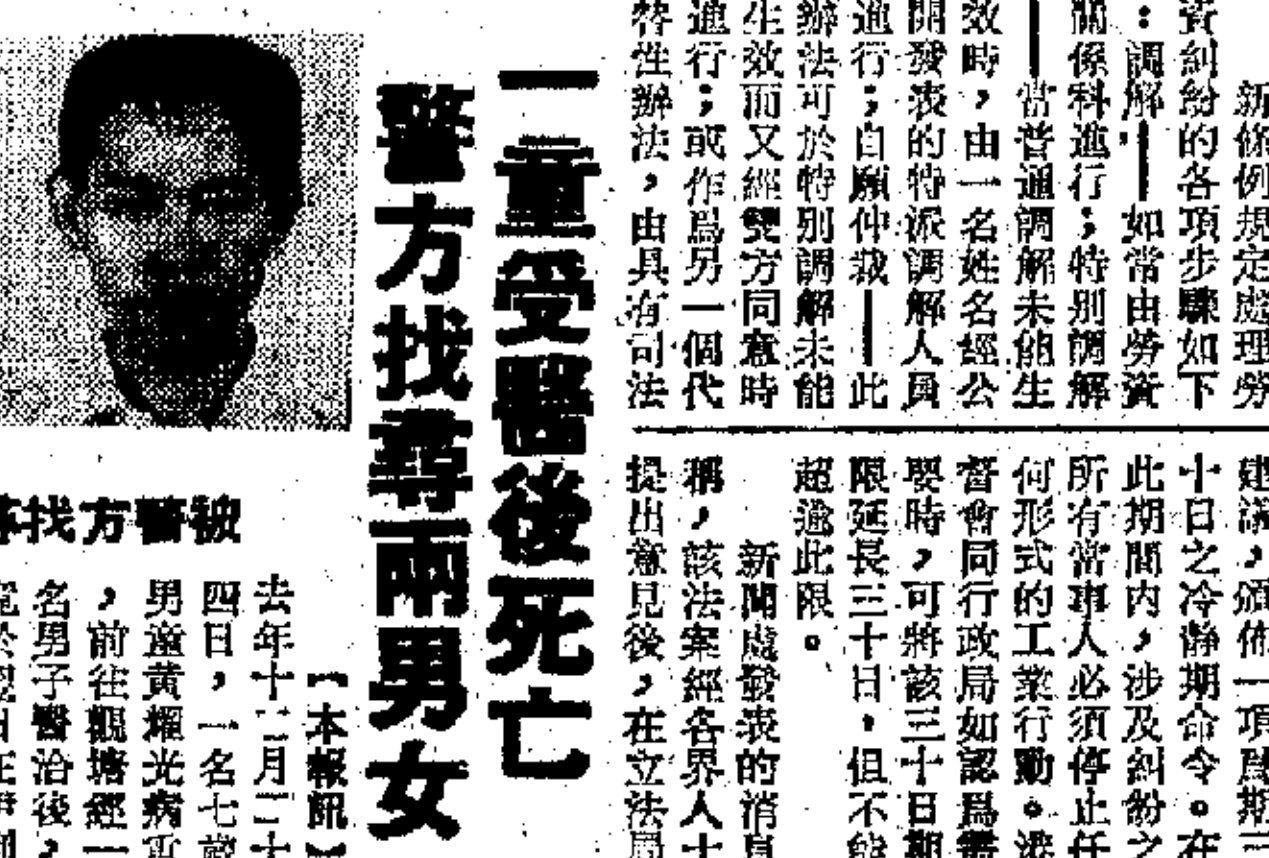 新條例規定處理勞
資糾紛的各項步驟如下
：調解，——如常由勞資
關係科進行；特別調解
——當普通調解未能生
效時，由一名姓名經公
開發表的特派調解人員
進行；自願仲裁——此
辦法可於特別調解未能
生效而又經雙方同意時
進行；或作爲另一個代
替性辦法，由具有司法
建議，頒佈一項爲期三
十日之冷靜期命令。在
此期間内，涉及糾紛之
所有當事人必須停止任
何形式的工業行動。港
督會同行政局如認爲需
要時，可將該三十日期
限延長三十日，但不能
超逾此限。
新聞處發表的消息
稱，該法案經各界人士
提出意見後，在立法局
一童受醫後死亡
警方找尋兩男女
被警方找尋
【本報訊】
去年十二月二十
四日，一名七歲
男童黃燿光病重
，前往觀塘經一
名男子醫治後，